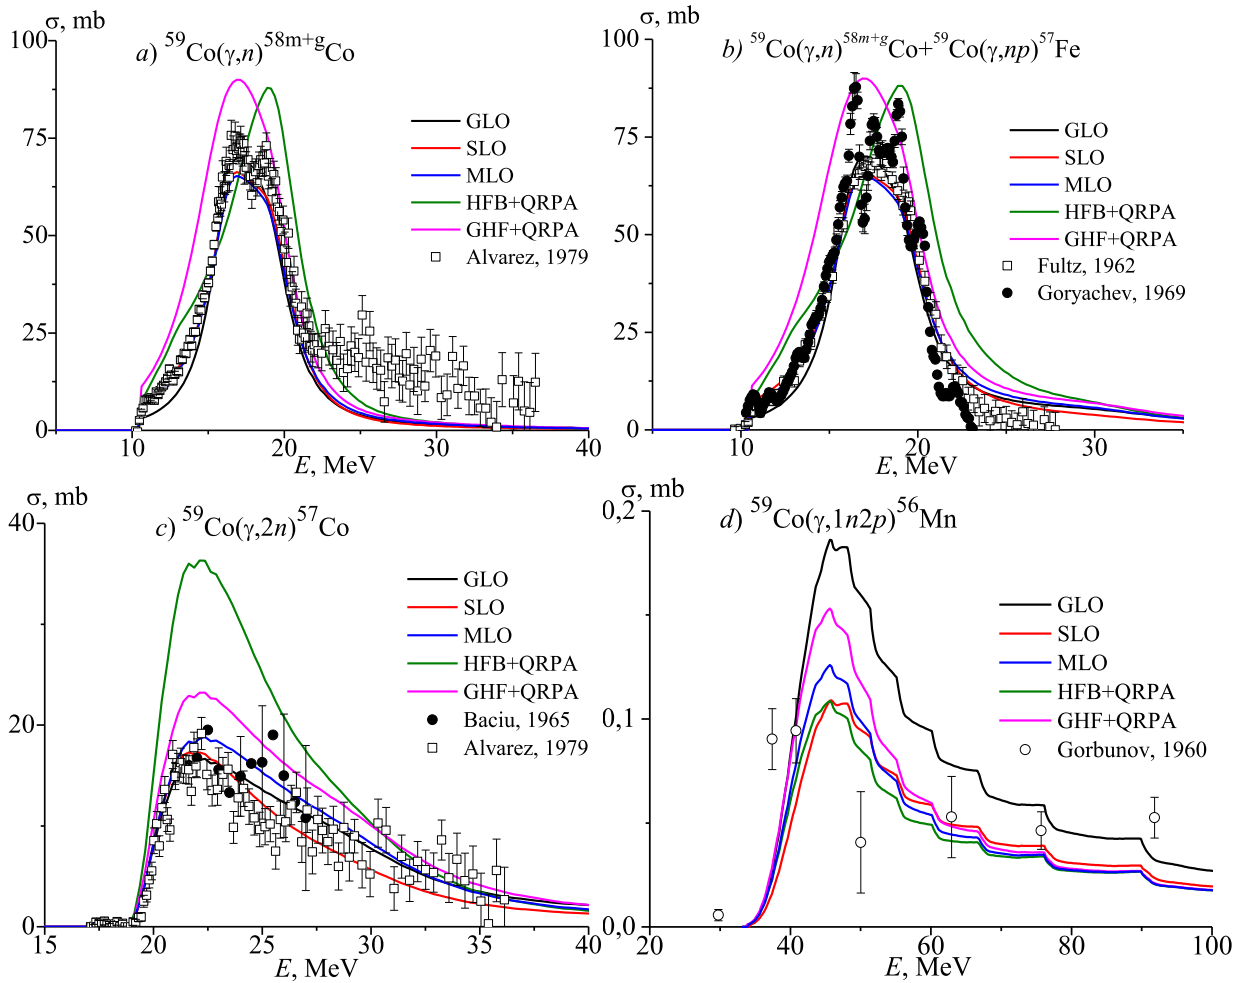 σ, mb
a) ⁵⁹Co(γ,n)⁵⁸ᵐ⁺ᵍCo
100
75
50
25
0
10
20
30
40
E, MeV
GLO
SLO
MLO
HFB+QRPA
GHF+QRPA
Alvarez, 1979
σ, mb
b) ⁵⁹Co(γ,n)⁵⁸ᵐ⁺ᵍCo+⁵⁹Co(γ,np)⁵⁷Fe
100
75
50
25
0
10
20
30
E, MeV
GLO
SLO
MLO
HFB+QRPA
GHF+QRPA
Fultz, 1962
Goryachev, 1969
σ, mb
c) ⁵⁹Co(γ,2n)⁵⁷Co
40
20
0
15
20
25
30
35
40
E, MeV
GLO
SLO
MLO
HFB+QRPA
GHF+QRPA
Baciu, 1965
Alvarez, 1979
σ, mb
d) ⁵⁹Co(γ,1n2p)⁵⁶Mn
0,2
0,1
0,0
20
40
60
80
100
E, MeV
GLO
SLO
MLO
HFB+QRPA
GHF+QRPA
Gorbunov, 1960